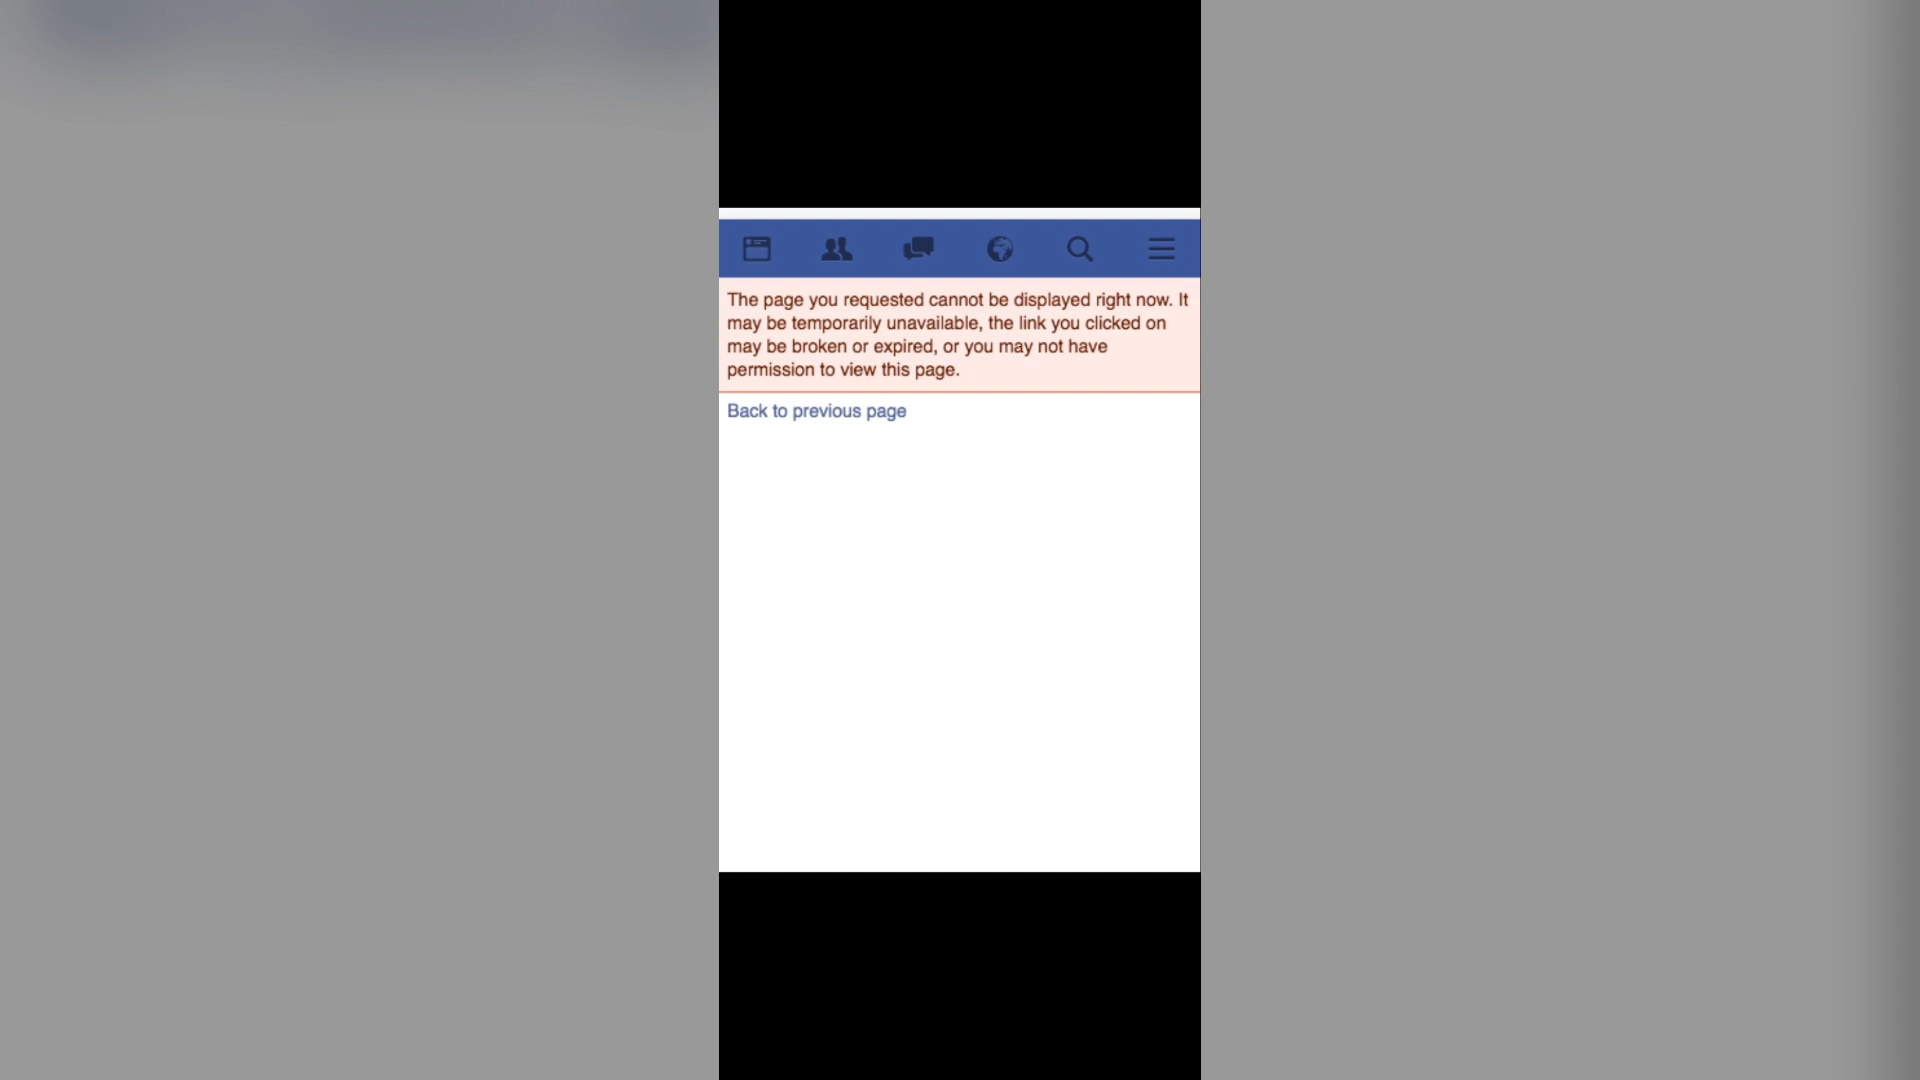 The page you requested cannot be displayed right now. It
may be temporarily unavailable, the link you clicked on
may be broken or expired, or you may not have
permission to view this page.
Back to previous page